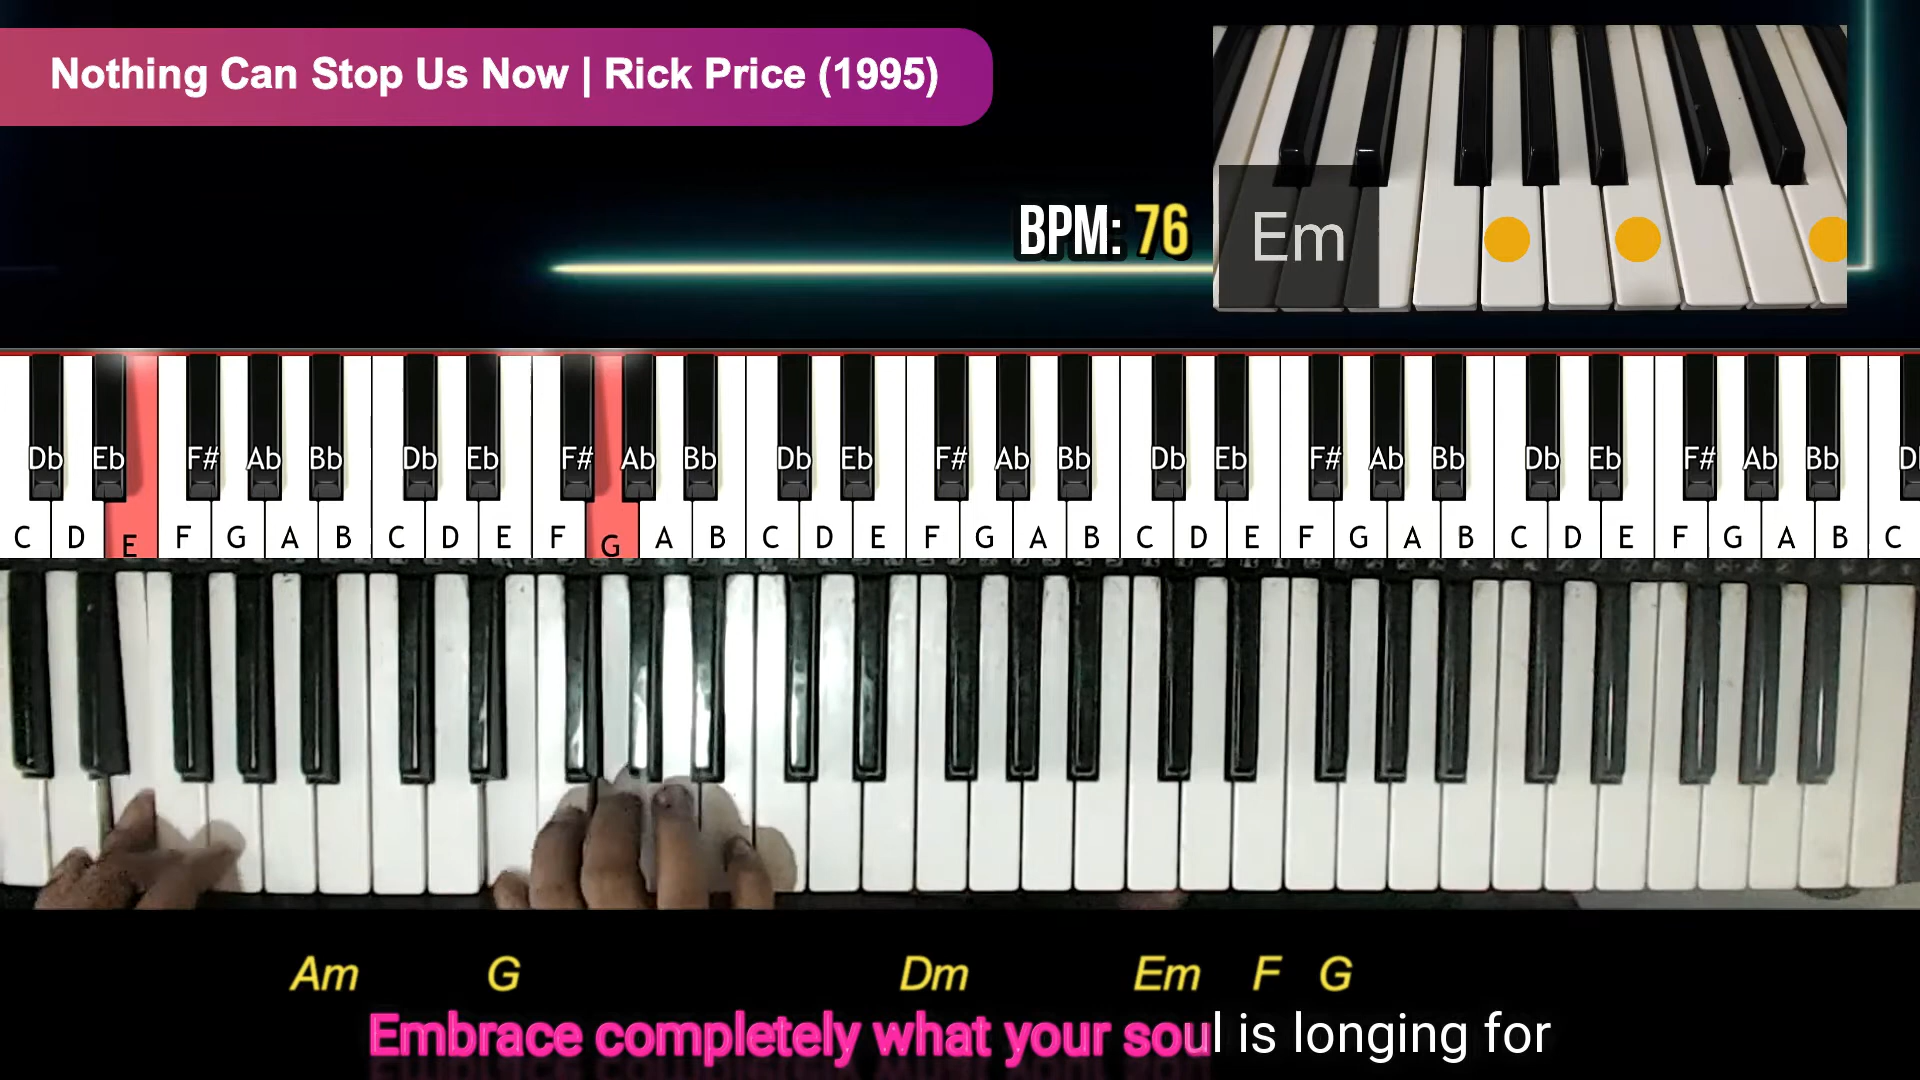 Nothing Can Stop Us Now | Rick Price (1995)
BPM: 76
Em
Db Eb F# Ab Bb Db Eb F# Ab Bb Db Eb F# Ab Bb Db Eb F# Ab Bb Db Eb F# Ab Bb D
C D E F G A B C D E F G A B C D E F G A B C D E F G A B C D E F G A B C
Am G Dm Em F G
Embrace completely what your soul is longing for